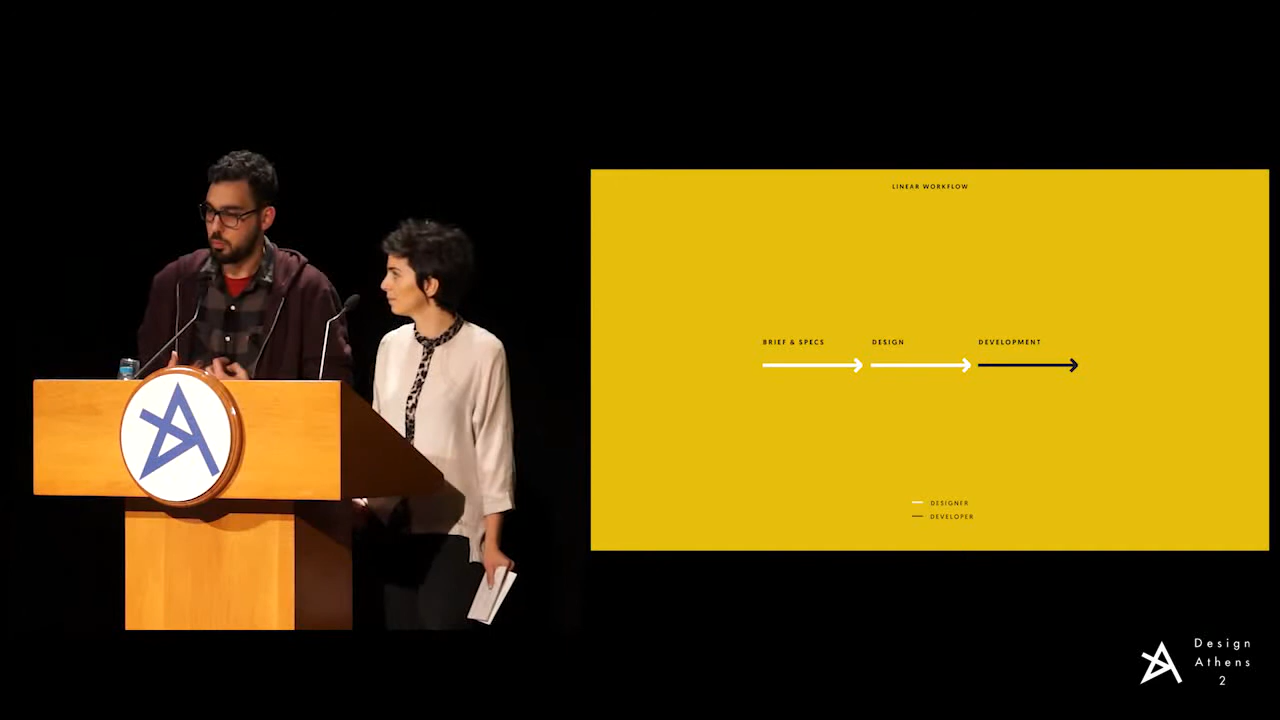 LINEAR WORKFLOW
BRIEF & SPECS
DESIGN
DEVELOPMENT
DESIGNER
DEVELOPER
Design
Athens
2